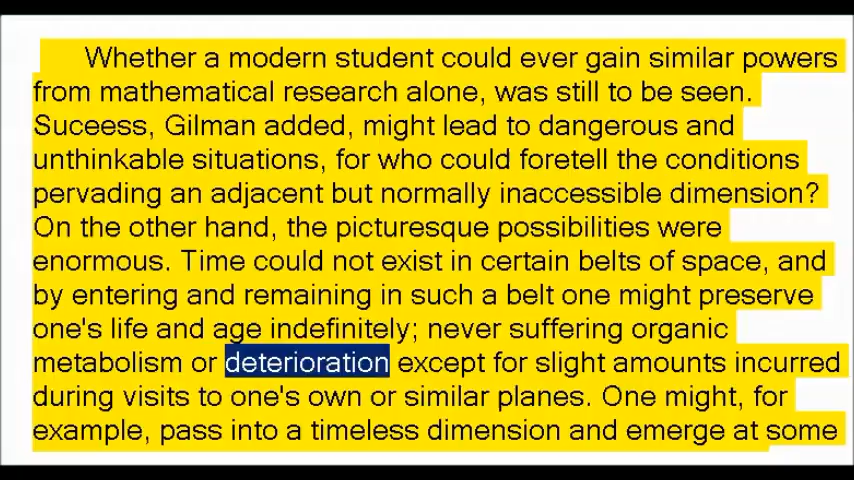 Whether a modern student could ever gain similar powers
from mathematical research alone, was still to be seen.
Suceess, Gilman added, might lead to dangerous and
unthinkable situations, for who could foretell the conditions
pervading an adjacent but normally inaccessible dimension?
On the other hand, the picturesque possibilities were
enormous. Time could not exist in certain belts of space, and
by entering and remaining in such a belt one might preserve
one's life and age indefinitely; never suffering organic
metabolism or deterioration except for slight amounts incurred
during visits to one's own or similar planes. One might, for
example, pass into a timeless dimension and emerge at some